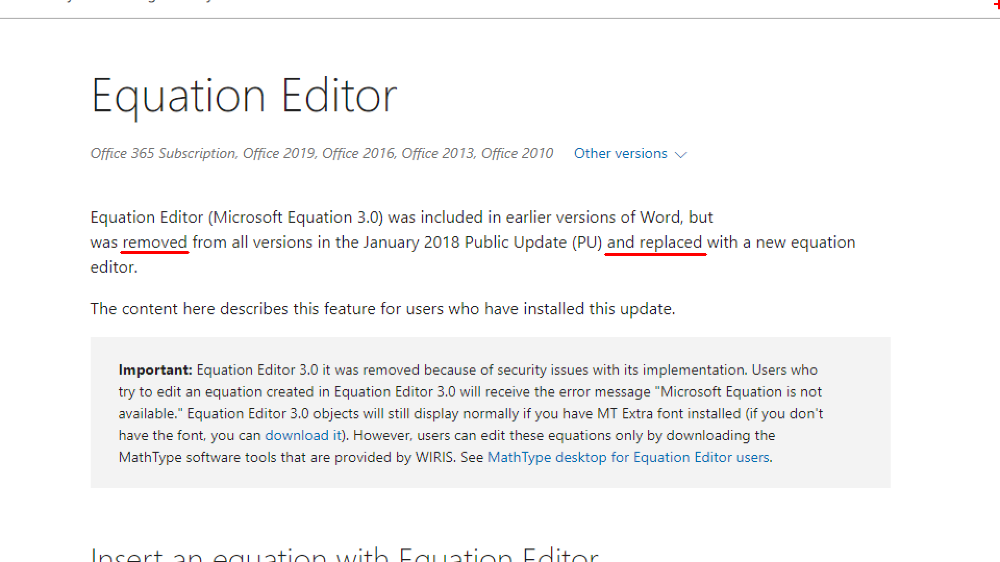 Equation Editor
Office 365 Subscription, Office 2019, Office 2016, Office 2013, Office 2010 Other versions
Equation Editor (Microsoft Equation 3.0) was included in earlier versions of Word, but
was removed from all versions in the January 2018 Public Update (PU) and replaced with a new equation
editor.
The content here describes this feature for users who have installed this update.
Important: Equation Editor 3.0 it was removed because of security issues with its implementation. Users who
try to edit an equation created in Equation Editor 3.0 will receive the error message "Microsoft Equation is not
available." Equation Editor 3.0 objects will still display normally if you have MT Extra font installed (if you don't
have the font, you can download it). However, users can edit these equations only by downloading the
MathType software tools that are provided by WIRIS. See MathType desktop for Equation Editor users.
Insert an equation with Equation Editor